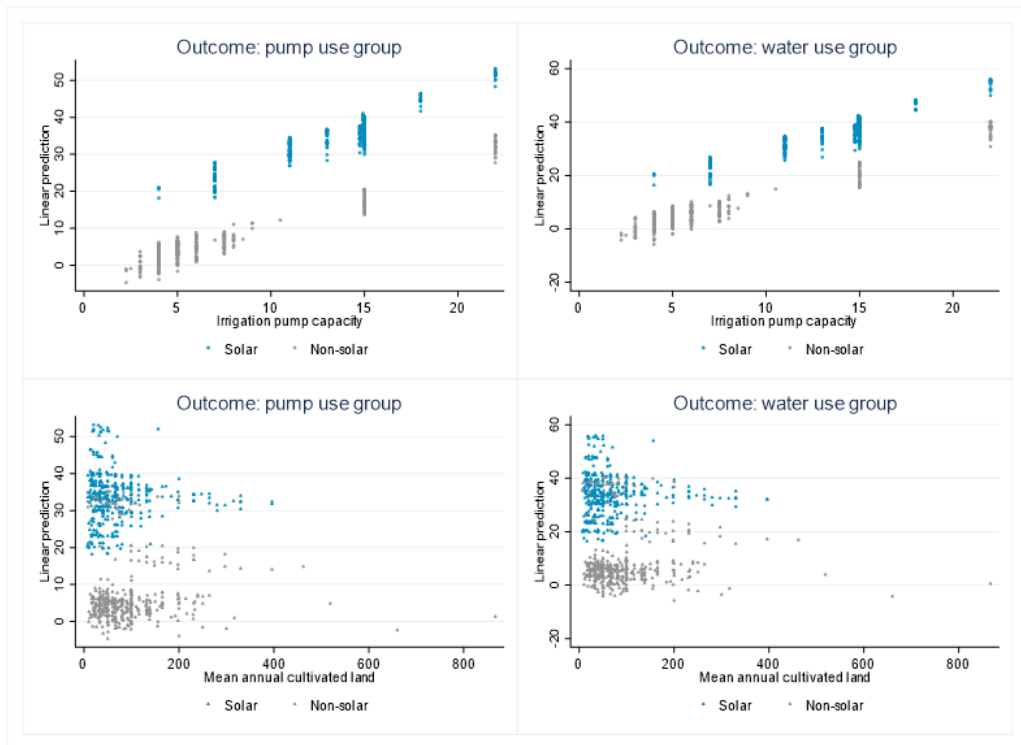 Outcome: pump use group
Linear prediction
50
40
30
20
10
0
0 5 10 15 20
Irrigation pump capacity
Solar Non-solar
Outcome: water use group
Linear prediction
60
40
20
0
-20
0 5 10 15 20
Irrigation pump capacity
Solar Non-solar
Outcome: pump use group
Linear prediction
50
40
30
20
10
0
0 200 400 600 800
Mean annual cultivated land
Solar Non-solar
Outcome: water use group
Linear prediction
60
40
20
0
-20
0 200 400 600 800
Mean annual cultivated land
Solar Non-solar